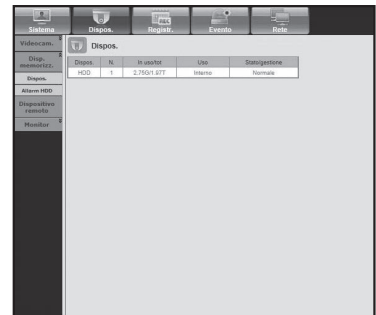 Sistema Dispos. Registr. Evento Rete
Videocam.
Disp.
memorizz.
Dispos.
Allarm HDD
Dispositivo
remoto
Monitor
Dispos.
Dispos. N. In uso/tot Uso Stato/gestione
HDD 1 2.75G/1.97T Interno Normale